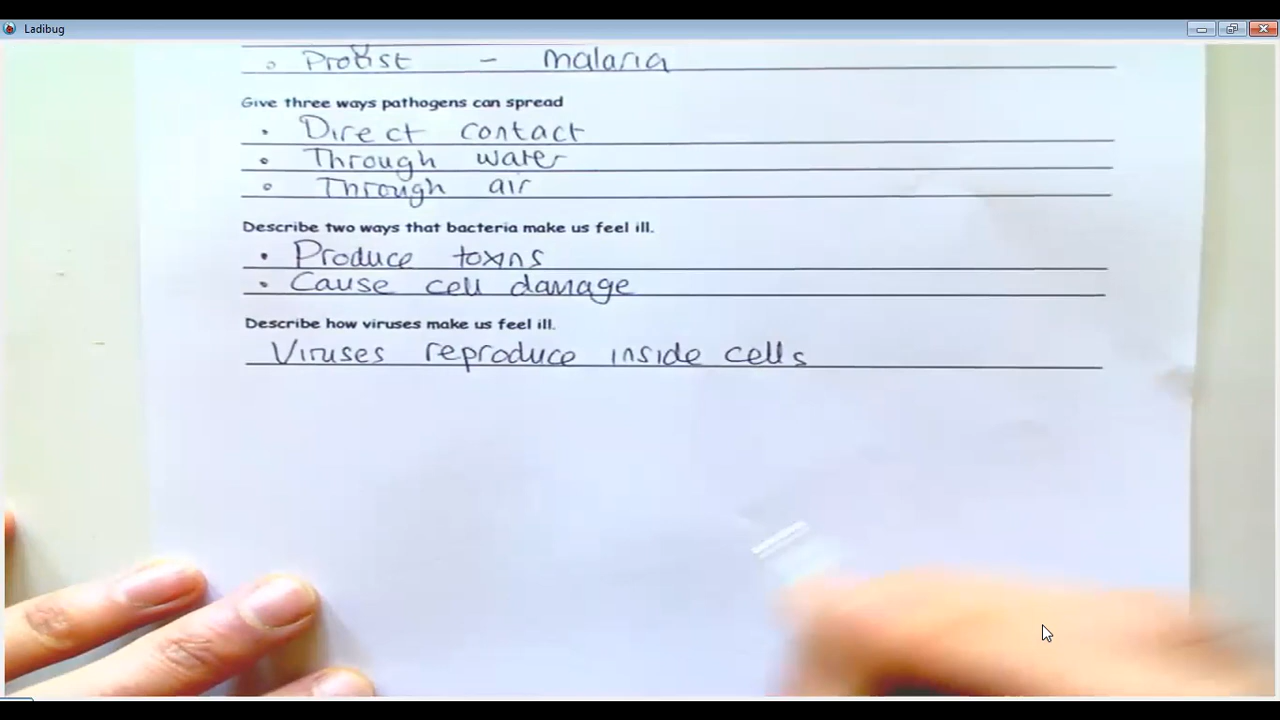 Ladibug
Protist - malaria
Give three ways pathogens can spread
• Direct contact
• Through water
• Through air
Describe two ways that bacteria make us feel ill.
• Produce toxins
• Cause cell damage
Describe how viruses make us feel ill.
Viruses reproduce inside cells